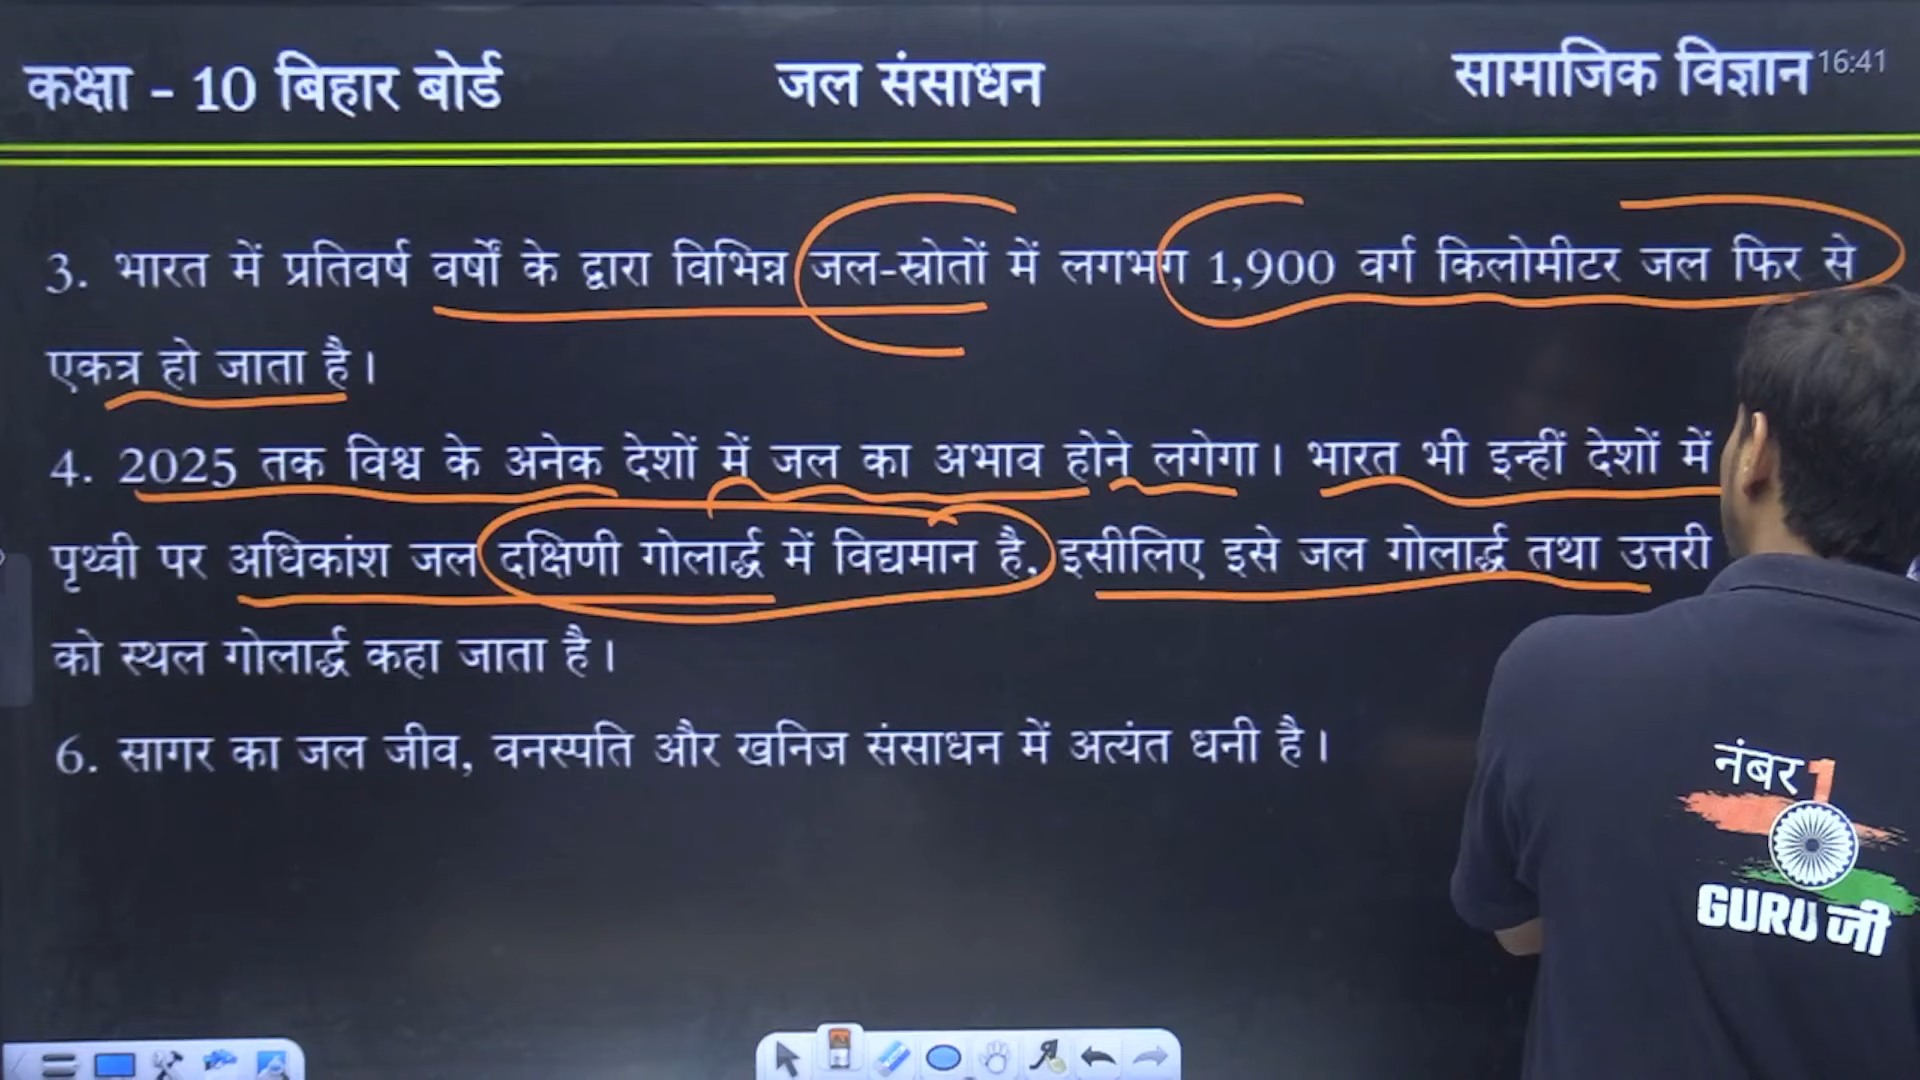 कक्षा - 10 बिहार बोर्ड
जल संसाधन
सामाजिक विज्ञान
16:41
3. भारत में प्रतिवर्ष वर्षों के द्वारा विभिन्न जल-स्रोतों में लगभग 1,900 वर्ग किलोमीटर जल फिर से
एकत्र हो जाता है।
4. 2025 तक विश्व के अनेक देशों में जल का अभाव होने लगेगा। भारत भी इन्हीं देशों में
पृथ्वी पर अधिकांश जल दक्षिणी गोलार्द्ध में विद्यमान है, इसीलिए इसे जल गोलार्द्ध तथा उत्तरी
को स्थल गोलार्द्ध कहा जाता है।
6. सागर का जल जीव, वनस्पति और खनिज संसाधन में अत्यंत धनी है।
नंबर 1
GURU जी